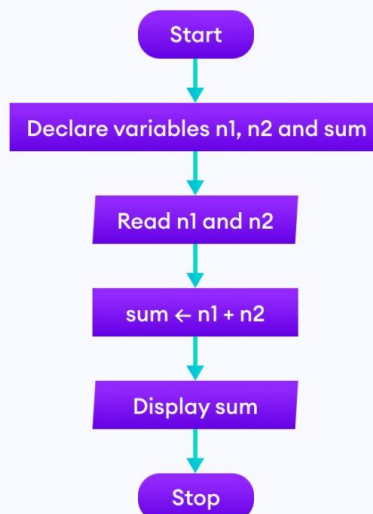 Start
Declare variables n1, n2 and sum
Read n1 and n2
sum ← n1 + n2
Display sum
Stop